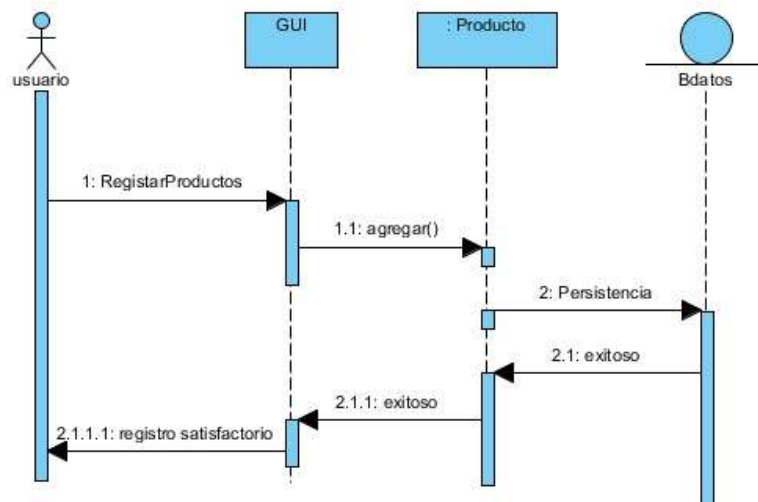 GUI
: Producto
usuario
Bdatos
1: RegistarProductos
1.1: agregar()
2: Persistencia
2.1: exitoso
2.1.1: exitoso
2.1.1.1: registro satisfactorio